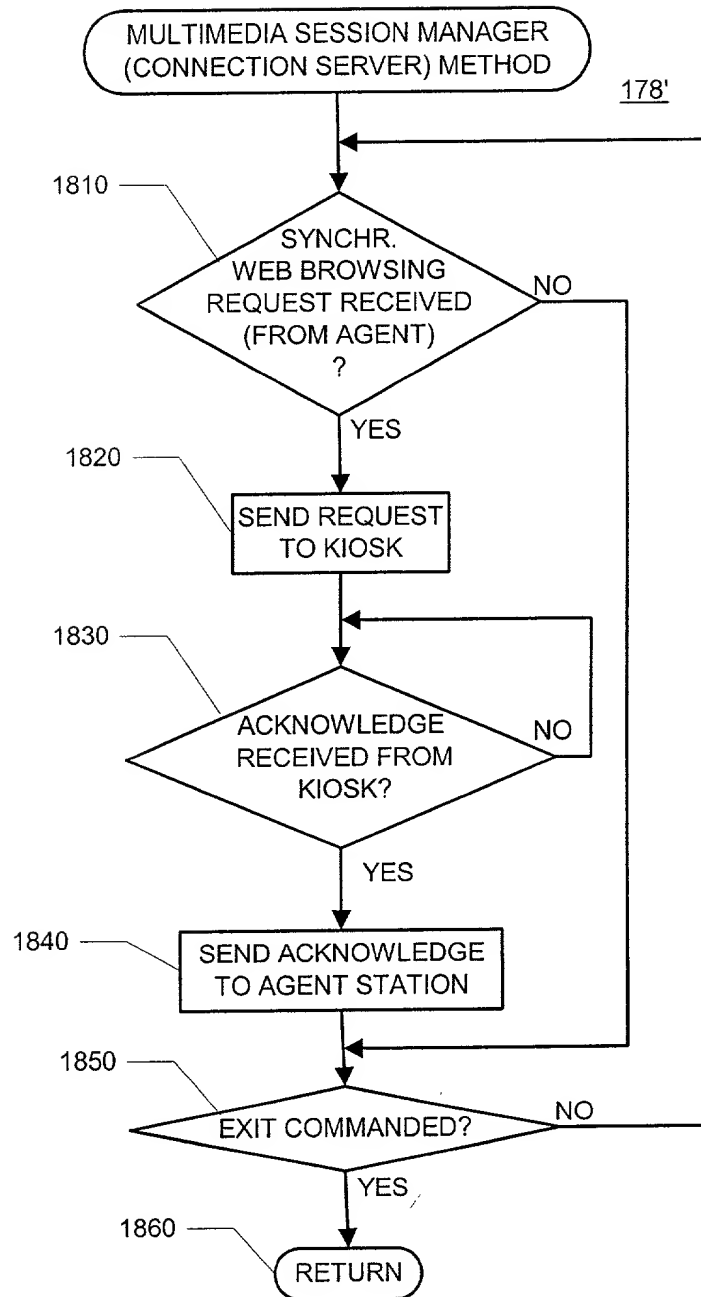 MULTIMEDIA SESSION MANAGER
(CONNECTION SERVER) METHOD
178'
1810
SYNCHR.
WEB BROWSING
REQUEST RECEIVED
(FROM AGENT)
?
NO
YES
1820
SEND REQUEST
TO KIOSK
1830
ACKNOWLEDGE
RECEIVED FROM
KIOSK?
NO
YES
1840
SEND ACKNOWLEDGE
TO AGENT STATION
1850
EXIT COMMANDED?
NO
YES
1860
RETURN